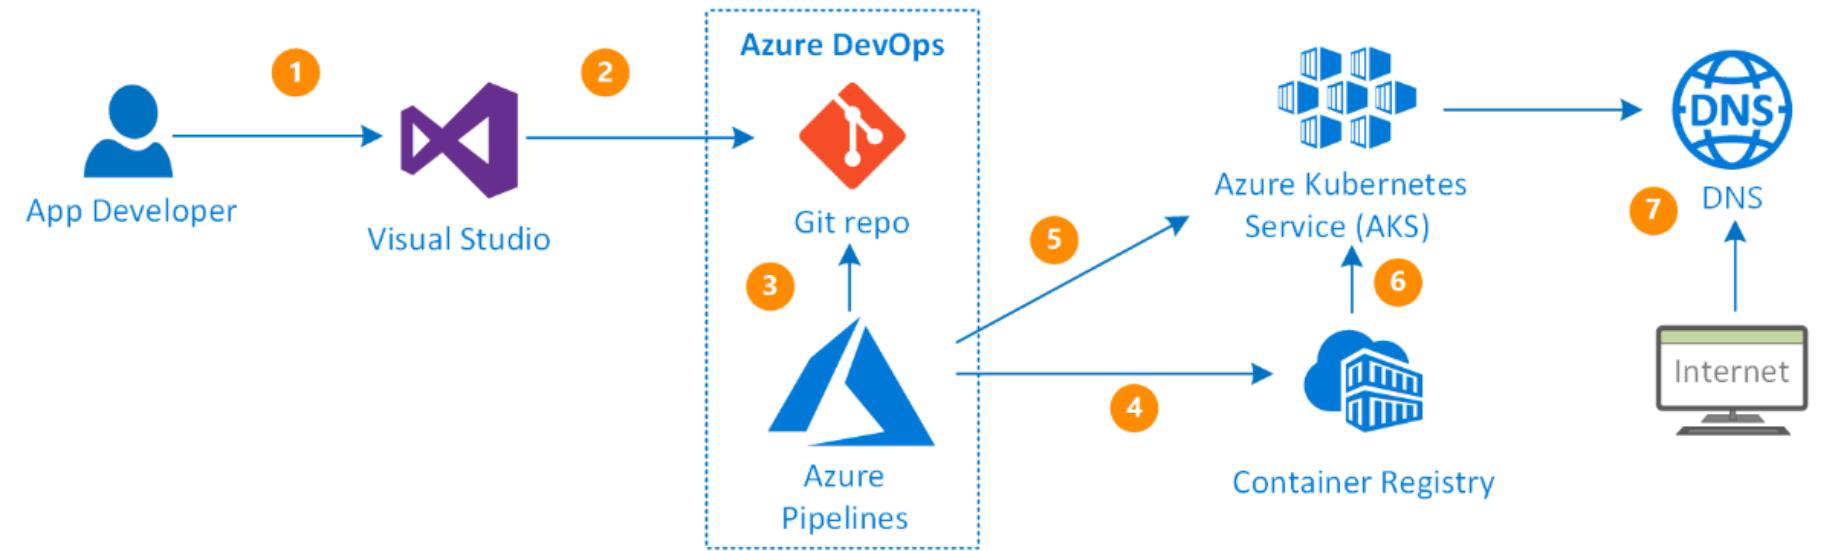 Azure DevOps
1
2
DNS
App Developer
Visual Studio
Git repo
Azure Kubernetes
Service (AKS)
7
DNS
3
5
6
Internet
4
Azure
Pipelines
Container Registry